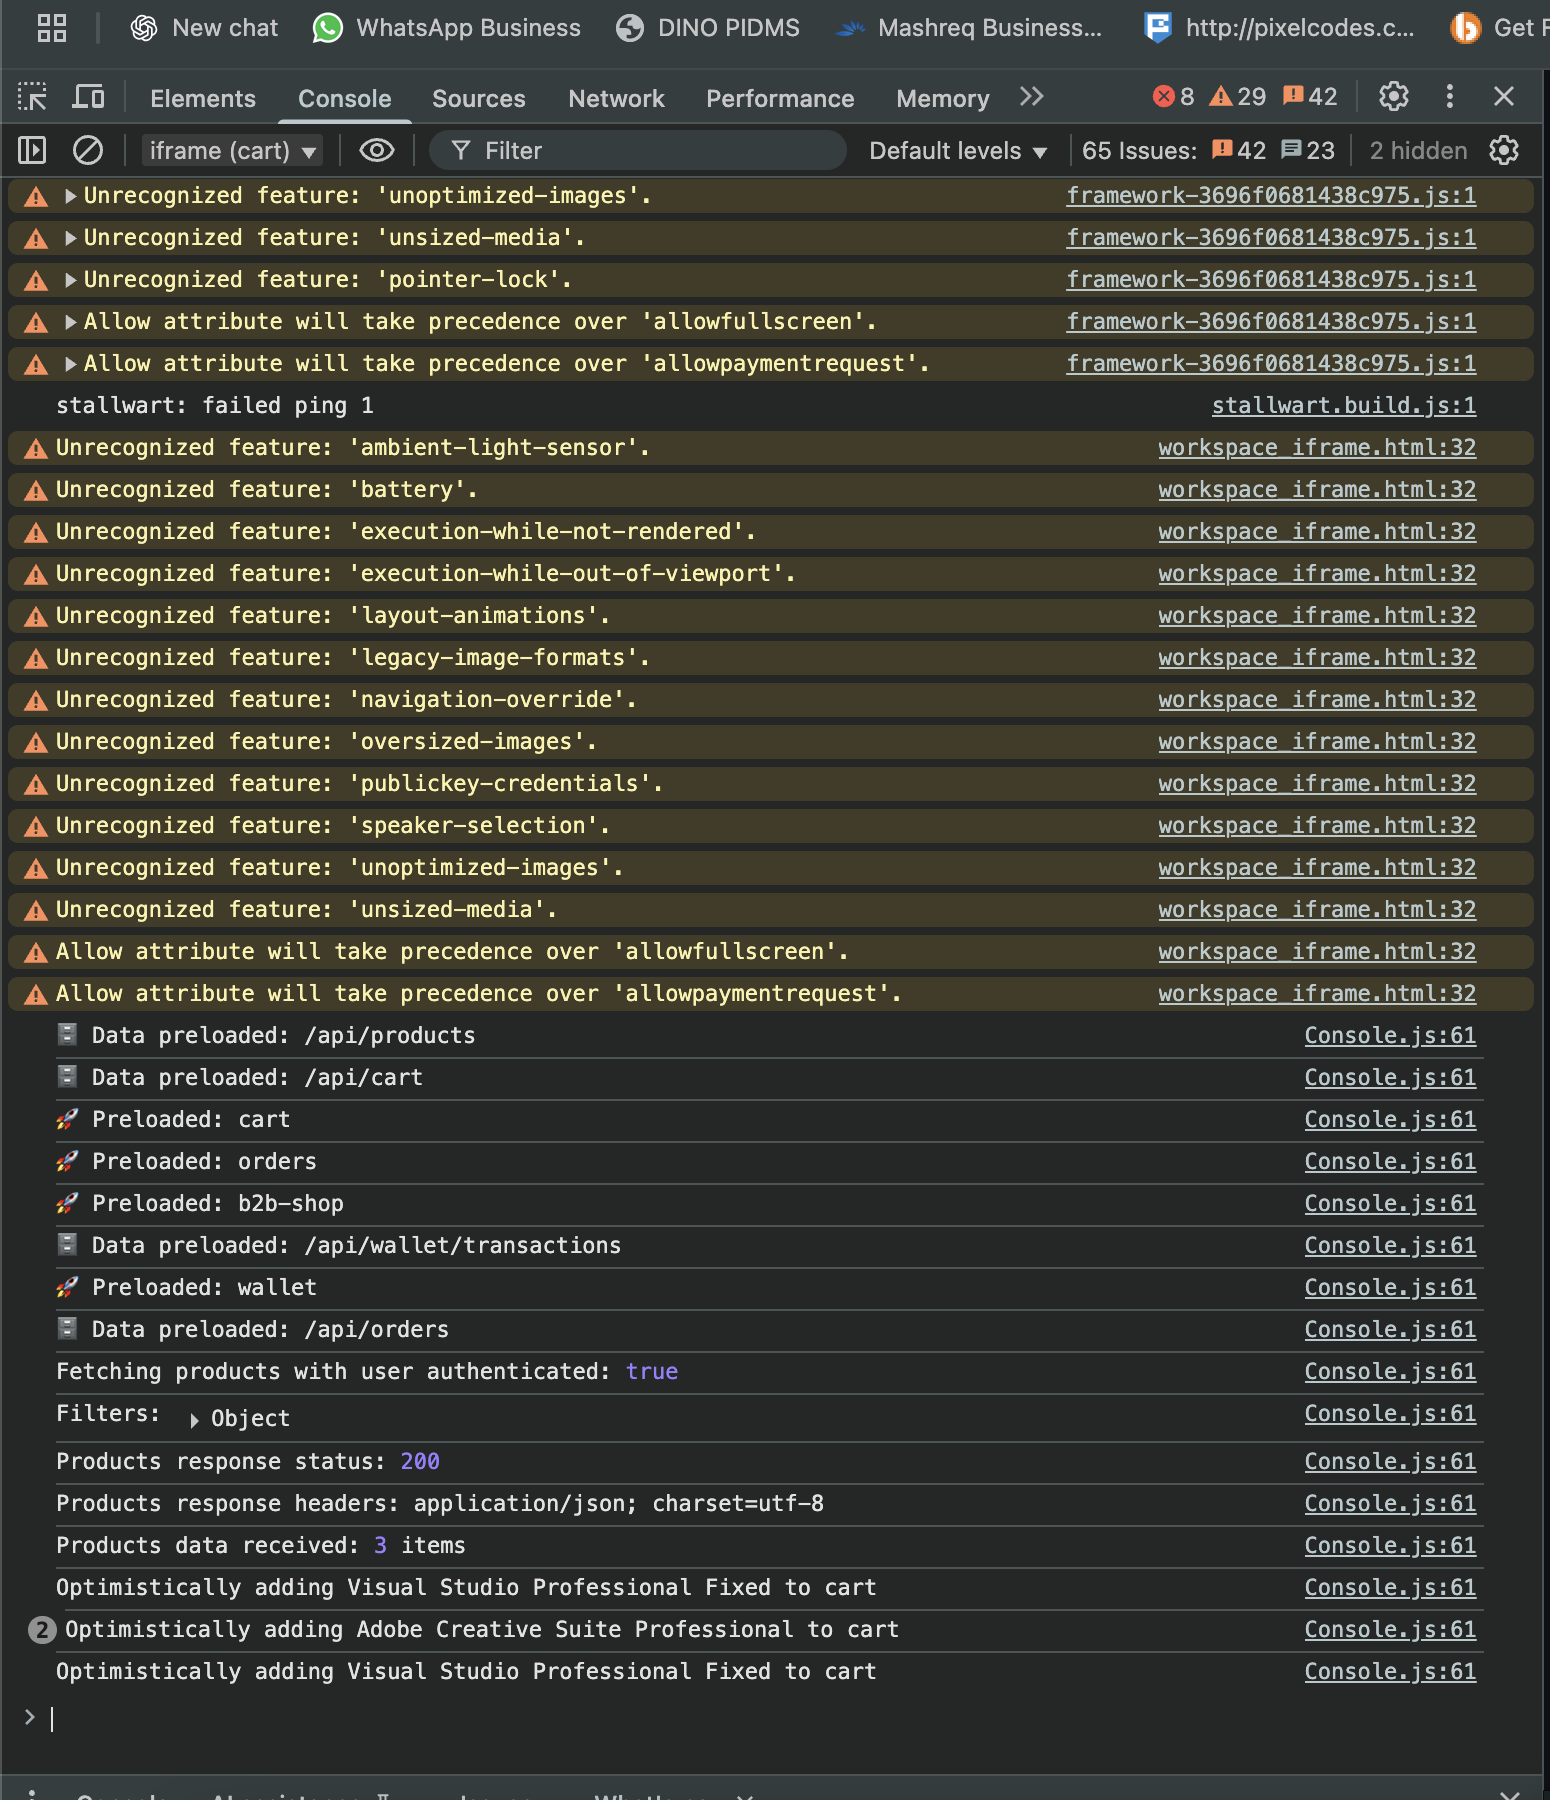 New chat WhatsApp Business DINO PIDMS Mashreq Business... http://pixelcodes.c... Get F
Elements Console Sources Network Performance Memory 8 29 42
iframe (cart) Filter Default levels 65 Issues: 42 23 2 hidden
Unrecognized feature: 'unoptimized-images'. framework-3696f0681438c975.js:1
Unrecognized feature: 'unsized-media'. framework-3696f0681438c975.js:1
Unrecognized feature: 'pointer-lock'. framework-3696f0681438c975.js:1
Allow attribute will take precedence over 'allowfullscreen'. framework-3696f0681438c975.js:1
Allow attribute will take precedence over 'allowpaymentrequest'. framework-3696f0681438c975.js:1
stallwart: failed ping 1 stallwart.build.js:1
Unrecognized feature: 'ambient-light-sensor'. workspace_iframe.html:32
Unrecognized feature: 'battery'. workspace_iframe.html:32
Unrecognized feature: 'execution-while-not-rendered'. workspace_iframe.html:32
Unrecognized feature: 'execution-while-out-of-viewport'. workspace_iframe.html:32
Unrecognized feature: 'layout-animations'. workspace_iframe.html:32
Unrecognized feature: 'legacy-image-formats'. workspace_iframe.html:32
Unrecognized feature: 'navigation-override'. workspace_iframe.html:32
Unrecognized feature: 'oversized-images'. workspace_iframe.html:32
Unrecognized feature: 'publickey-credentials'. workspace_iframe.html:32
Unrecognized feature: 'speaker-selection'. workspace_iframe.html:32
Unrecognized feature: 'unoptimized-images'. workspace_iframe.html:32
Unrecognized feature: 'unsized-media'. workspace_iframe.html:32
Allow attribute will take precedence over 'allowfullscreen'. workspace_iframe.html:32
Allow attribute will take precedence over 'allowpaymentrequest'. workspace_iframe.html:32
🗄️ Data preloaded: /api/products Console.js:61
🗄️ Data preloaded: /api/cart Console.js:61
🚀 Preloaded: cart Console.js:61
🚀 Preloaded: orders Console.js:61
🚀 Preloaded: b2b-shop Console.js:61
🗄️ Data preloaded: /api/wallet/transactions Console.js:61
🚀 Preloaded: wallet Console.js:61
🗄️ Data preloaded: /api/orders Console.js:61
Fetching products with user authenticated: true Console.js:61
Filters: Object Console.js:61
Products response status: 200 Console.js:61
Products response headers: application/json; charset=utf-8 Console.js:61
Products data received: 3 items Console.js:61
Optimistically adding Visual Studio Professional Fixed to cart Console.js:61
2 Optimistically adding Adobe Creative Suite Professional to cart Console.js:61
Optimistically adding Visual Studio Professional Fixed to cart Console.js:61
>